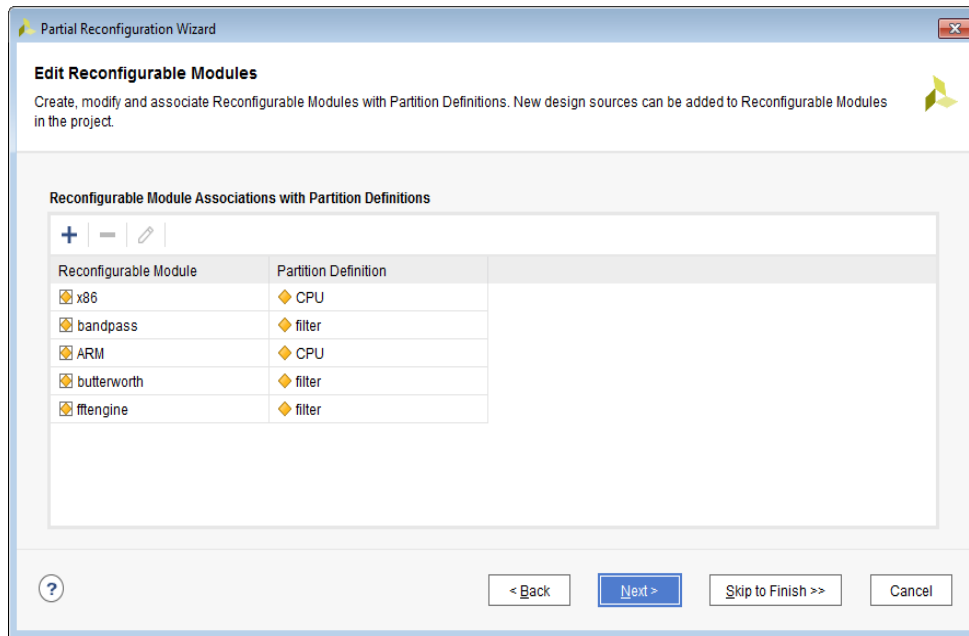 Partial Reconfiguration Wizard
Edit Reconfigurable Modules
Create, modify and associate Reconfigurable Modules with Partition Definitions. New design sources can be added to Reconfigurable Modules
in the project.
Reconfigurable Module Associations with Partition Definitions
Reconfigurable Module Partition Definition
x86 CPU
bandpass filter
ARM CPU
butterworth filter
fftengine filter
? < Back Next > Skip to Finish >> Cancel